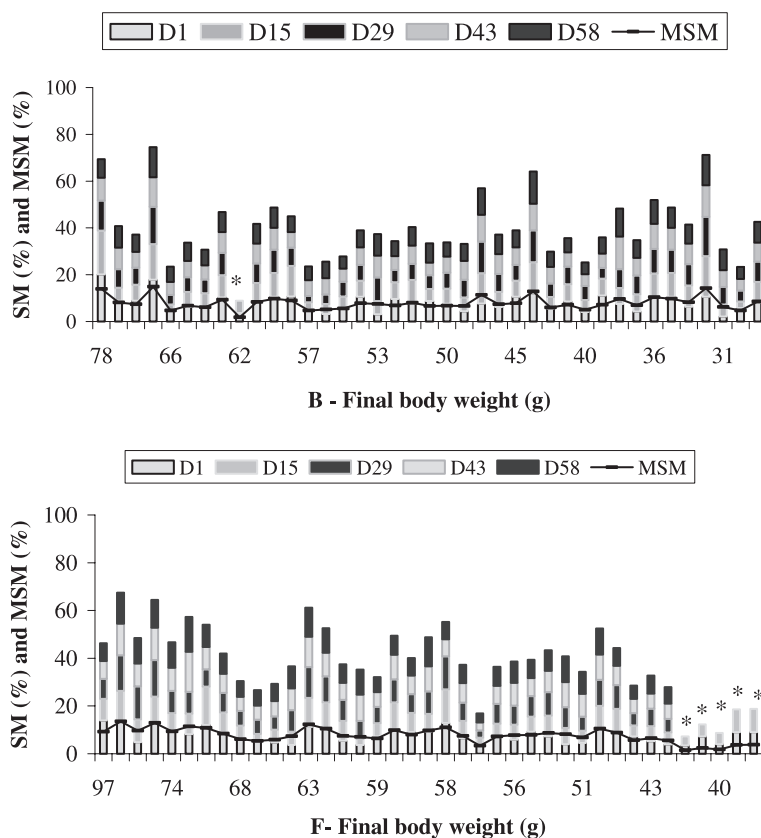 D1 D15 D29 D43 D58 MSM
SM (%) and MSM (%)
100
80
60
40
20
0
*
78 66 62 57 53 50 45 40 36 31
B - Final body weight (g)
D1 D15 D29 D43 D58 MSM
SM (%) and MSM (%)
100
80
60
40
20
0
* * * * *
97 74 68 63 59 58 56 51 43 40
F- Final body weight (g)